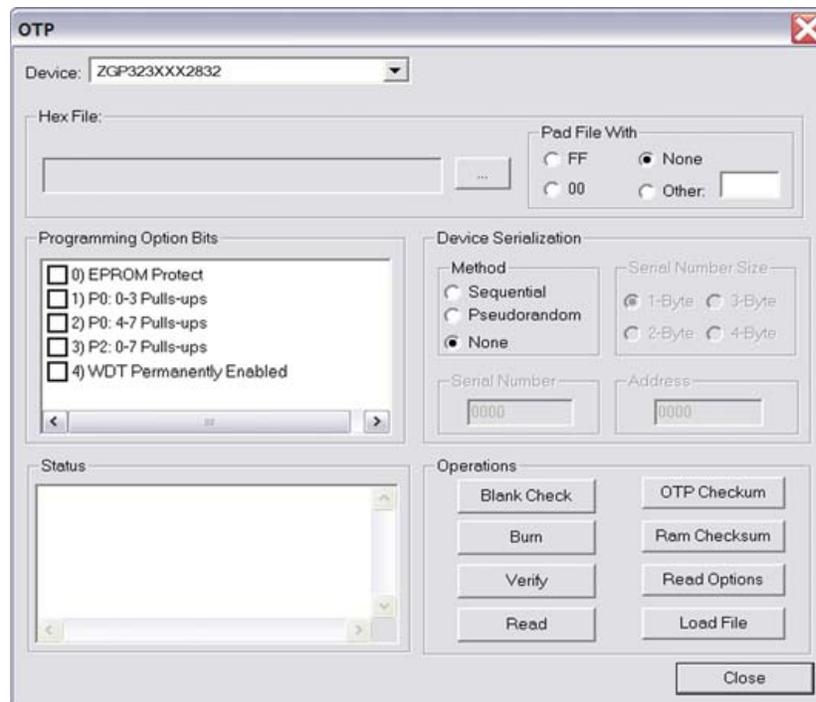 OTP
Device: ZGP323XXX2832
Hex File:
...
Pad File With
FF
None
00
Other:
Programming Option Bits
0) EPROM Protect
1) P0: 0-3 Pulls-ups
2) P0: 4-7 Pulls-ups
3) P2: 0-7 Pulls-ups
4) WDT Permanently Enabled
Device Serialization
Method
Sequential
Pseudorandom
None
Serial Number Size
1-Byte
3-Byte
2-Byte
4-Byte
Serial Number
0000
Address
0000
Status
Operations
Blank Check
OTP Checkum
Burn
Ram Checksum
Verify
Read Options
Read
Load File
Close